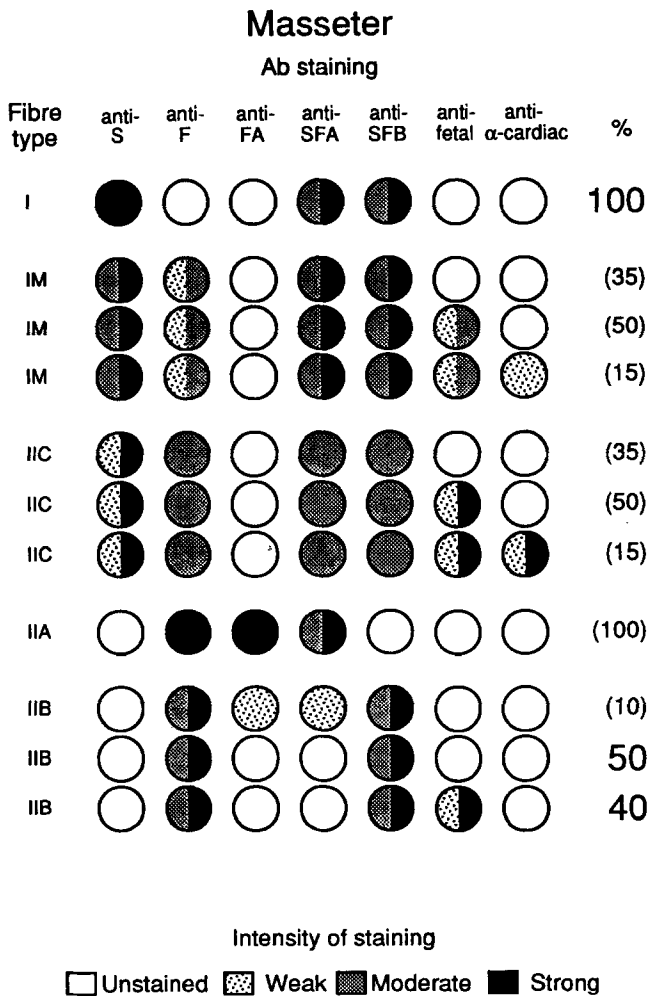 Masseter
Ab staining
Fibre type anti-S anti-F anti-FA anti-SFA anti-SFB anti-fetal anti-α-cardiac %
I 100
IM (35)
IM (50)
IM (15)
IIC (35)
IIC (50)
IIC (15)
IIA (100)
IIB (10)
IIB 50
IIB 40
Intensity of staining
Unstained Weak Moderate Strong